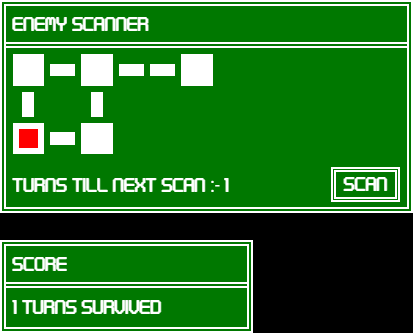 ENEMY SCANNER
TURNS TILL NEXT SCAN :-1
SCAN
SCORE
1 TURNS SURVIVED